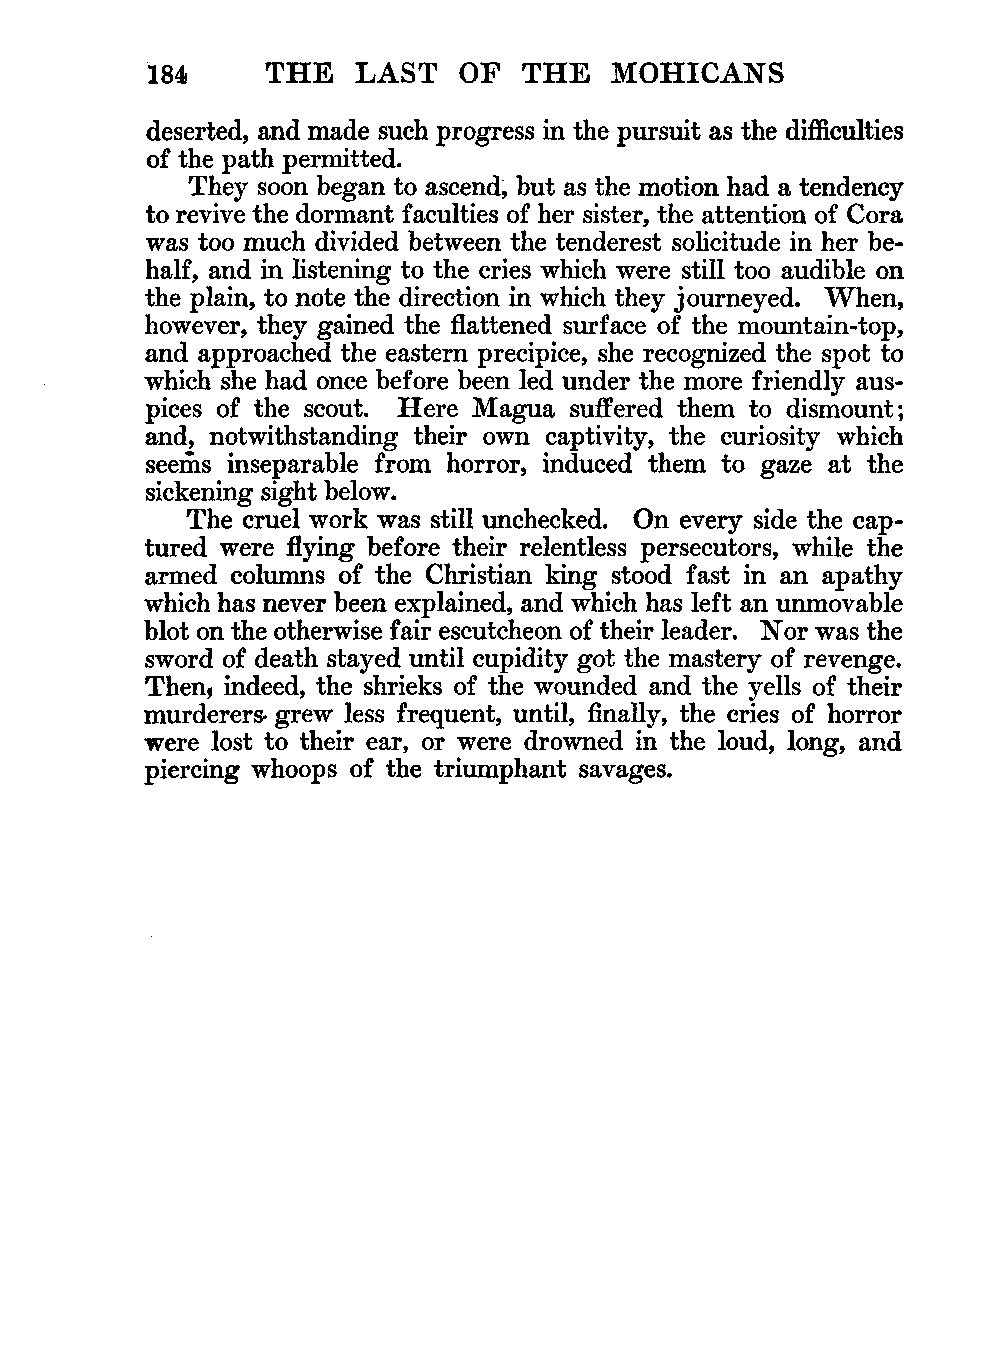 184 THE LAST OF THE MOHICANS
deserted, and made such progress in the pursuit as the difficulties
of the path permitted.
They soon began to ascend, but as the motion had a tendency
to revive the dormant faculties of her sister, the attention of Cora
was too much divided between the tenderest solicitude in her be-
half, and in listening to the cries which were still too audible on
the plain, to note the direction in which they journeyed. When,
however, they gained the flattened surface of the mountain-top,
and approached the eastern precipice, she recognized the spot to
which she had once before been led under the more friendly aus-
pices of the scout. Here Magua suffered them to dismount;
and, notwithstanding their own captivity, the curiosity which
seems inseparable from horror, induced them to gaze at the
sickening sight below.
The cruel work was still unchecked. On every side the cap-
tured were flying before their relentless persecutors, while the
armed columns of the Christian king stood fast in an apathy
which has never been explained, and which has left an unmovable
blot on the otherwise fair escutcheon of their leader. Nor was the
sword of death stayed until cupidity got the mastery of revenge.
Then, indeed, the shrieks of the wounded and the yells of their
murderers grew less frequent, until, finally, the cries of horror
were lost to their ear, or were drowned in the loud, long, and
piercing whoops of the triumphant savages.